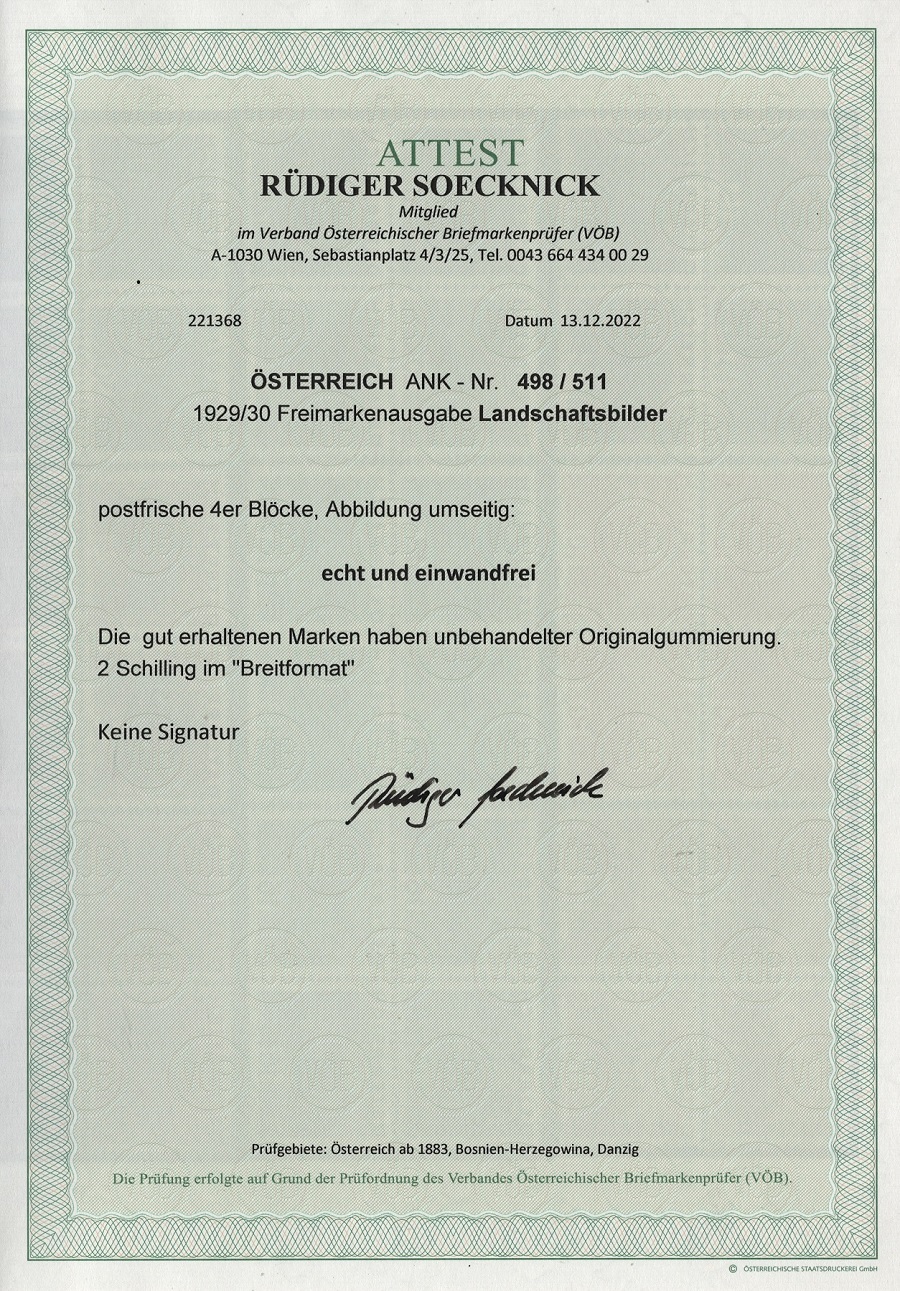 ATTEST
RÜDIGER SOECKNICK
Mitglied
im Verband Österreichischer Briefmarkenprüfer (VÖB)
A-1030 Wien, Sebastianplatz 4/3/25, Tel. 0043 664 434 00 29
221368 Datum 13.12.2022
ÖSTERREICH ANK - Nr. 498 / 511
1929/30 Freimarkenausgabe Landschaftsbilder
postfrische 4er Blöcke, Abbildung umseitig:
echt und einwandfrei
Die gut erhaltenen Marken haben unbehandelter Originalgummierung.
2 Schilling im "Breitformat"
Keine Signatur
Rüdiger Soecknick
Prüfgebiete: Österreich ab 1883, Bosnien-Herzegowina, Danzig
Die Prüfung erfolgte auf Grund der Prüfordnung des Verbandes Österreichischer Briefmarkenprüfer (VÖB).
© ÖSTERREICHISCHE STAATSDRUCKEREI GmbH